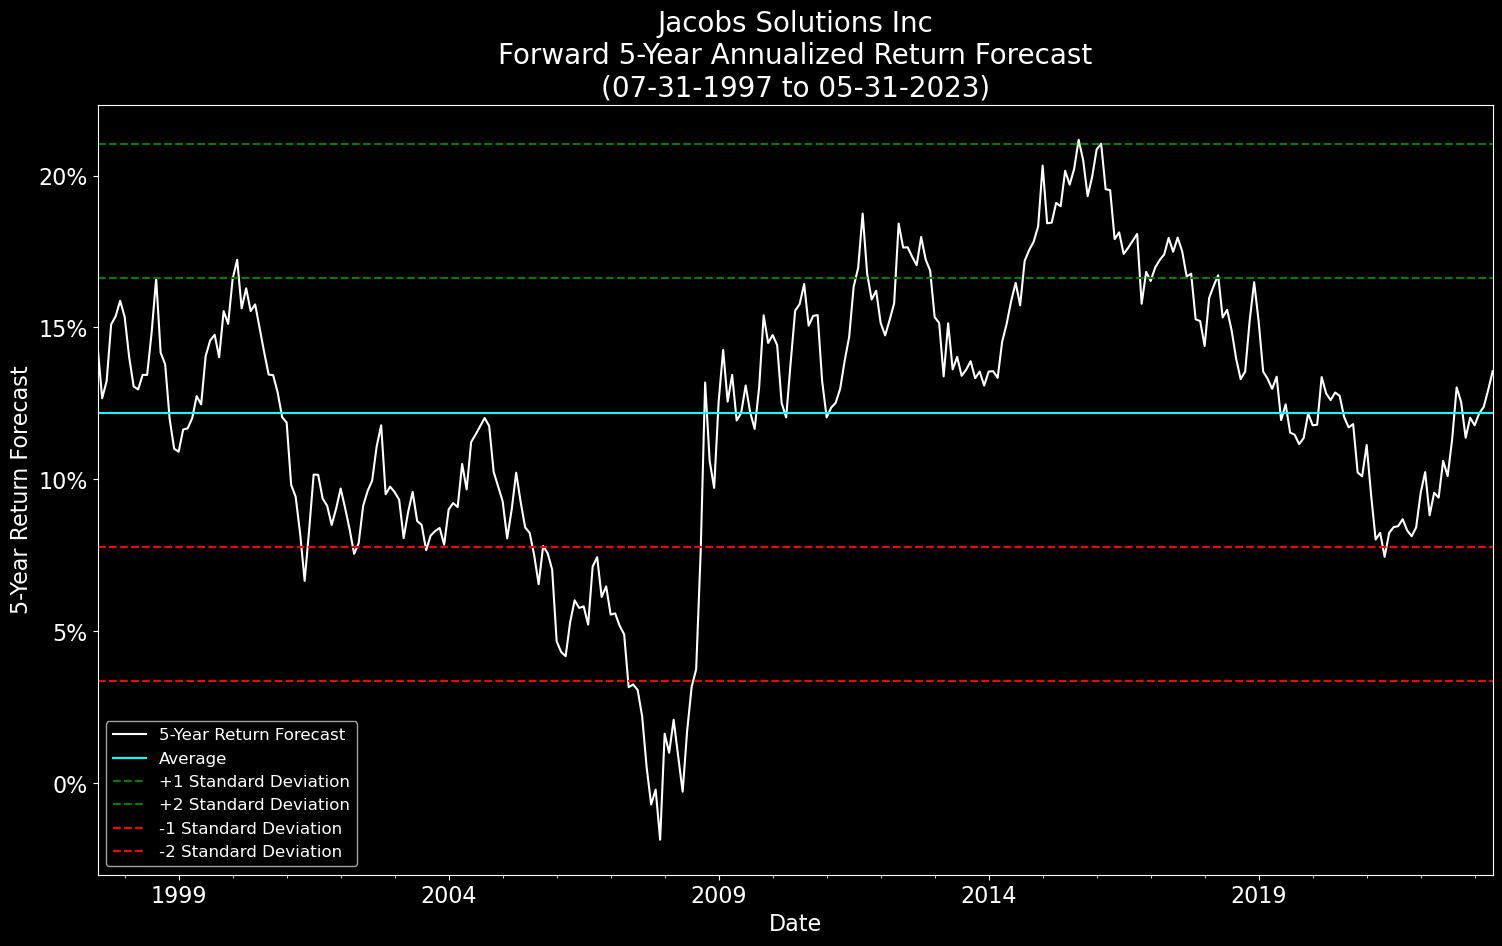 Jacobs Solutions Inc
Forward 5-Year Annualized Return Forecast
(07-31-1997 to 05-31-2023)
5-Year Return Forecast
20%
15%
10%
5%
0%
5-Year Return Forecast
Average
+1 Standard Deviation
+2 Standard Deviation
-1 Standard Deviation
-2 Standard Deviation
1999 2004 2009 2014 2019
Date